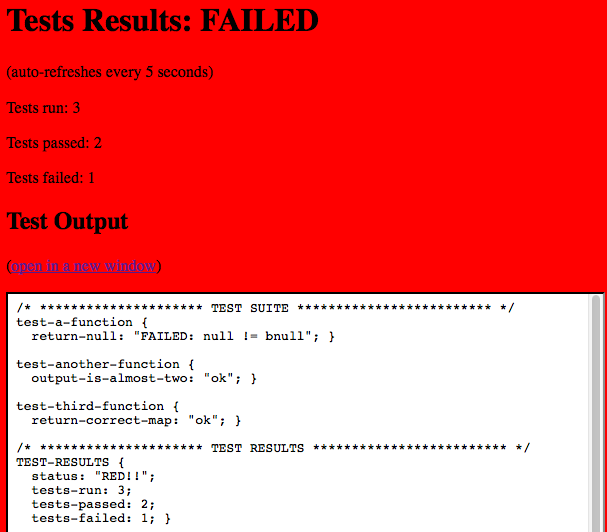 Tests Results: FAILED
(auto-refreshes every 5 seconds)
Tests run: 3
Tests passed: 2
Tests failed: 1
Test Output
(open in a new window)
/* ********************* TEST SUITE ************************* */
test-a-function {
  return-null: "FAILED: null != bnull"; }
test-another-function {
  output-is-almost-two: "ok"; }
test-third-function {
  return-correct-map: "ok"; }
/* ********************* TEST RESULTS ************************* */
TEST-RESULTS {
  status: "RED!!";
  tests-run: 3;
  tests-passed: 2;
  tests-failed: 1; }